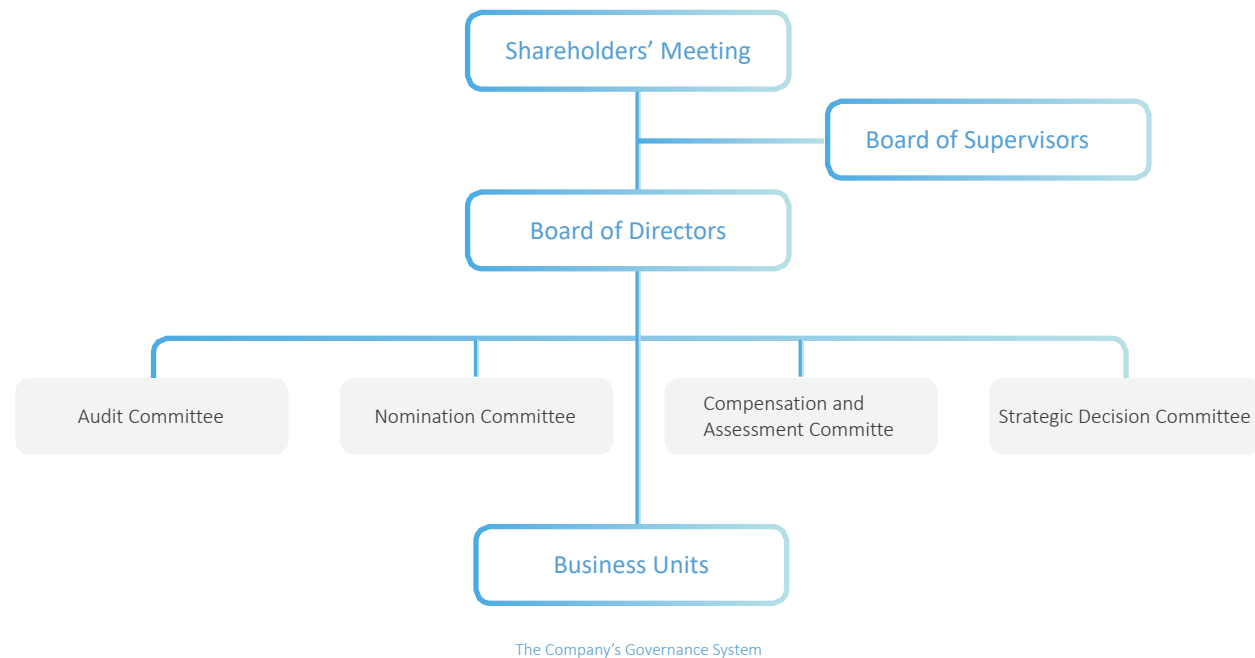 Shareholders’ Meeting
Board of Supervisors
Board of Directors
Audit Committee
Nomination Committee
Compensation and
Assessment Committe
Strategic Decision Committee
Business Units
The Company’s Governance System